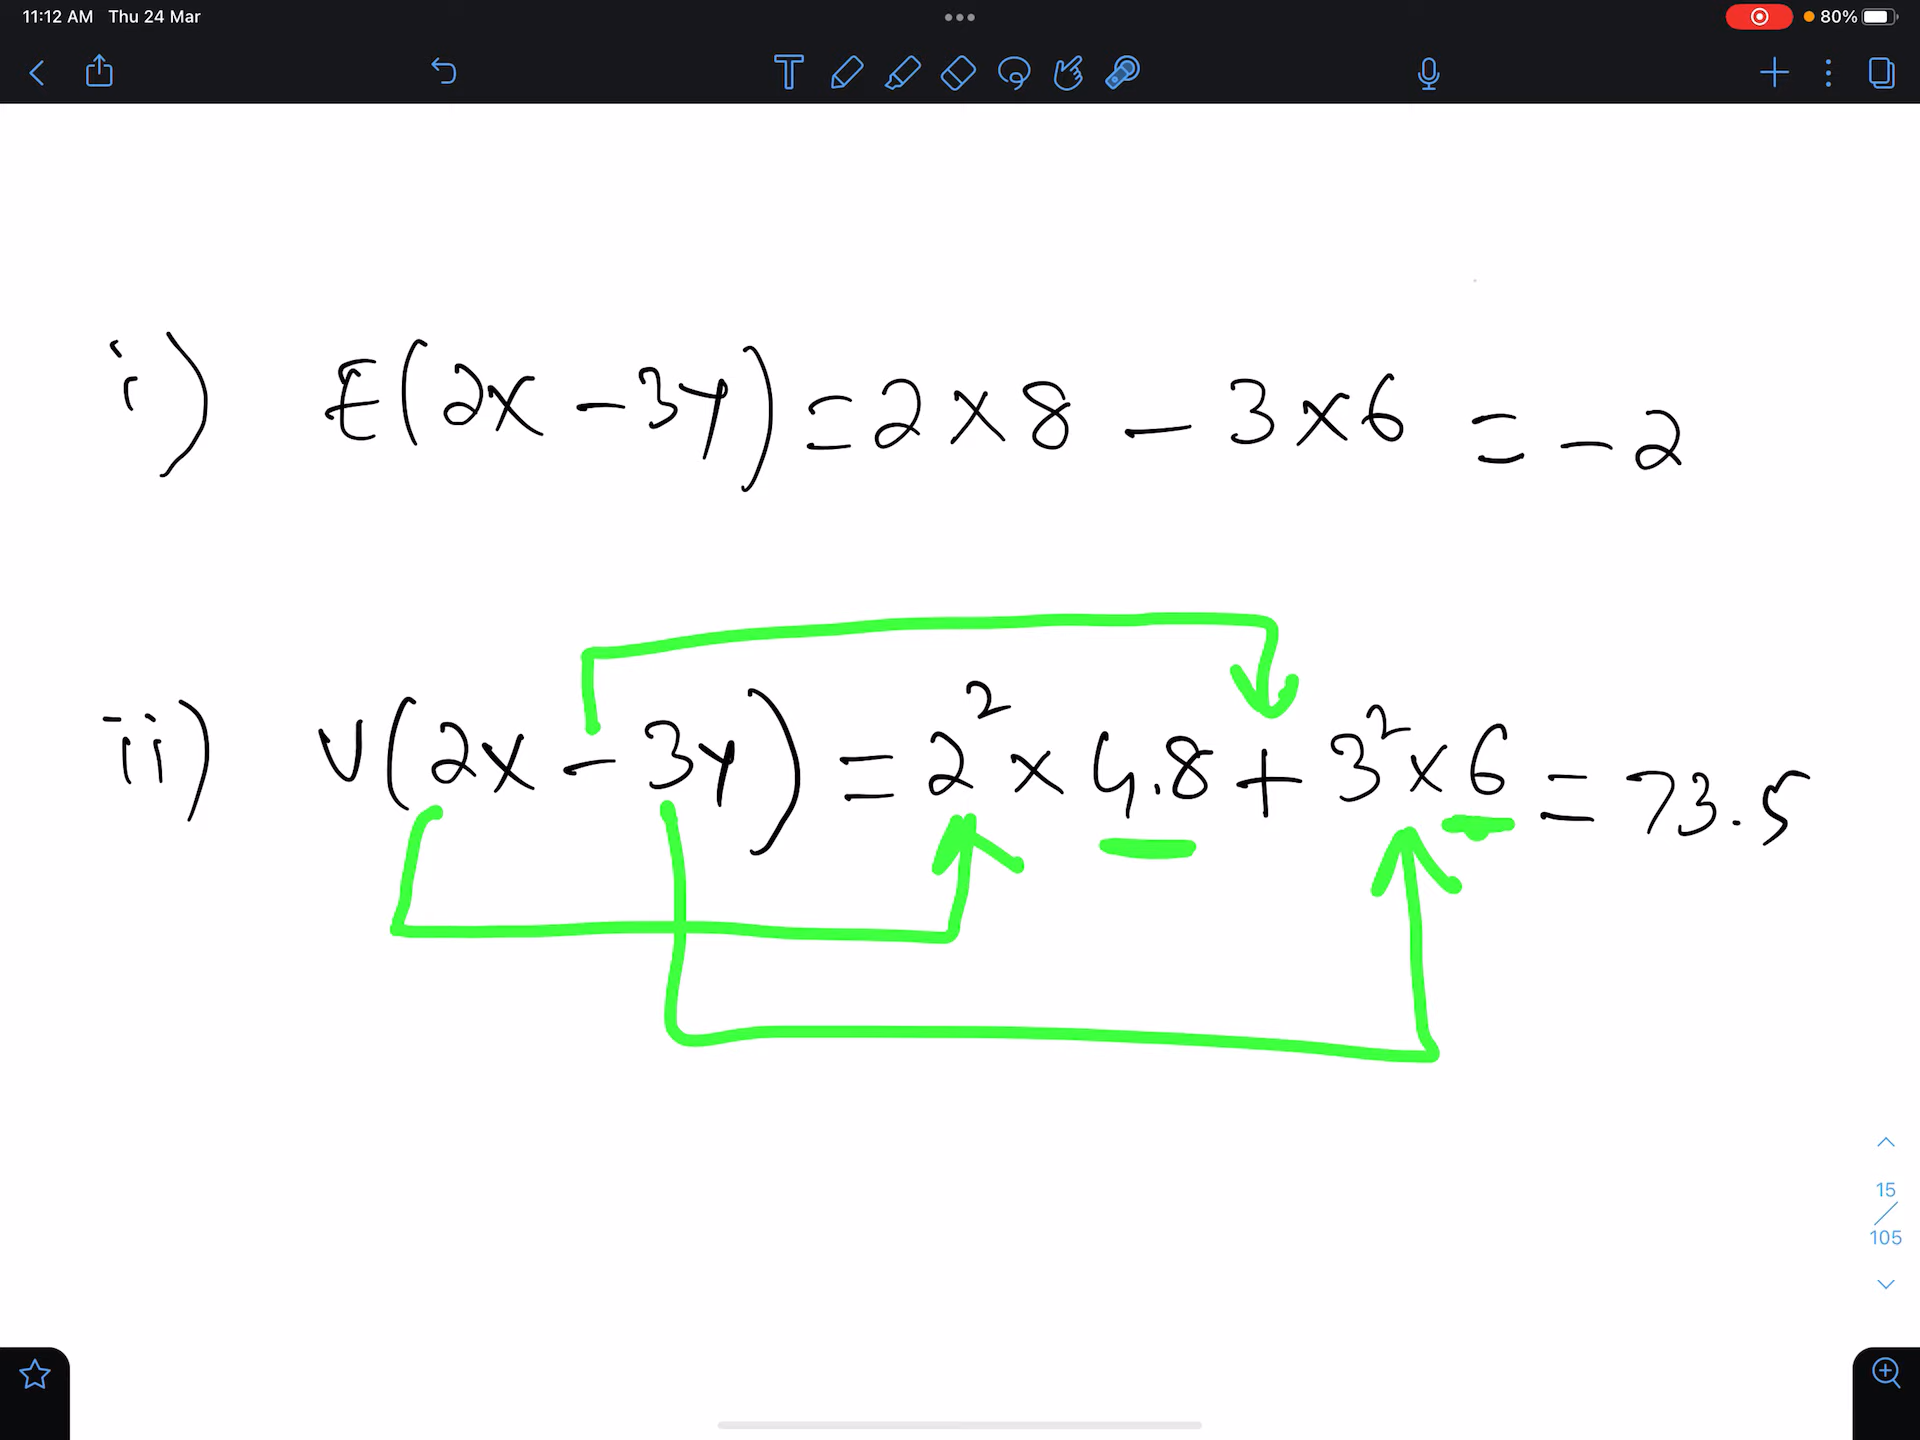 11:12 AM Thu 24 Mar
80%
i) E(2X - 3Y) = 2 × 8 - 3 × 6 = -2
ii) V(2X - 3Y) = 2² × 4.8 + 3² × 6 = 73.5
15
105